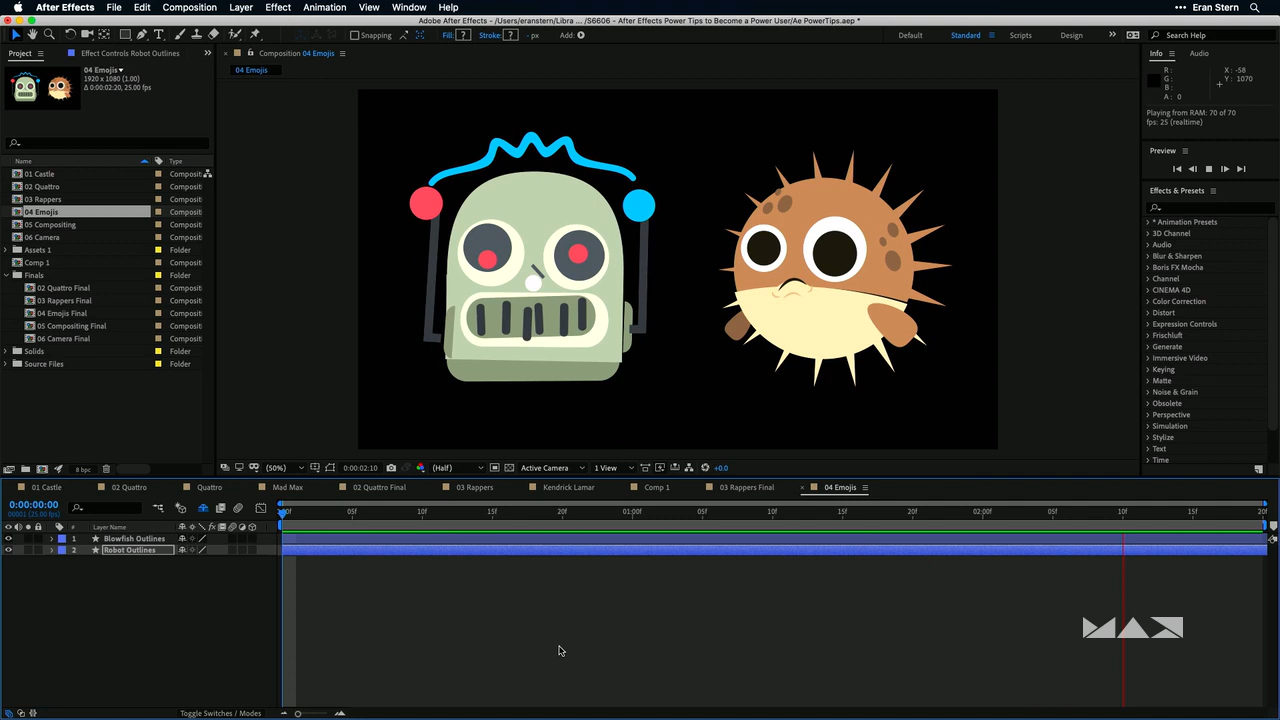 After Effects File Edit Composition Layer Effect Animation View Window Help Eran Stern
Adobe After Effects - /Users/eranstern/Libra ... /S6606 - After Effects Power Tips to Become a Power User/Ae PowerTips.aep *
Snapping Fill: ? Stroke: ? - px Add: Default Standard Scripts Design Search Help
Project Effect Controls Robot Outlines Composition 04 Emojis Info Audio
04 Emojis
04 Emojis
1920 x 1080 (1.00)
Δ 0:00:02:20, 25.00 fps
R : X : -58
G : Y : 1070
B :
A : 0
Playing from RAM: 70 of 70
fps: 25 (realtime)
Preview
Effects & Presets
Name Type
01 Castle Composit
02 Quattro Composit
03 Rappers Composit
04 Emojis Composit
05 Compositing Composit
06 Camera Composit
Assets 1 Folder
Comp 1 Composit
Finals Folder
02 Quattro Final Composit
03 Rappers Final Composit
04 Emojis Final Composit
05 Compositing Final Composit
06 Camera Final Composit
Solids Folder
Source Files Folder
* Animation Presets
3D Channel
Audio
Blur & Sharpen
Boris FX Mocha
Channel
CINEMA 4D
Color Correction
Distort
Expression Controls
Generate
Immersive Video
Keying
Matte
Noise & Grain
Obsolete
Perspective
Simulation
Stylize
Text
Time
8 bpc (50%) 0:00:02:10 (Half) Active Camera 1 View +0.0
01 Castle 02 Quattro Quattro Mad Max 02 Quattro Final 03 Rappers Kendrick Lamar Comp 1 03 Rappers Final 04 Emojis
0:00:00:00
00001 (25.00 fps)
:00f 05f 10f 15f 20f 01:00f 05f 10f 15f 20f 02:00f 05f 10f 15f 20f
# Layer Name
1 Blowfish Outlines
2 Robot Outlines
MAX
Toggle Switches / Modes